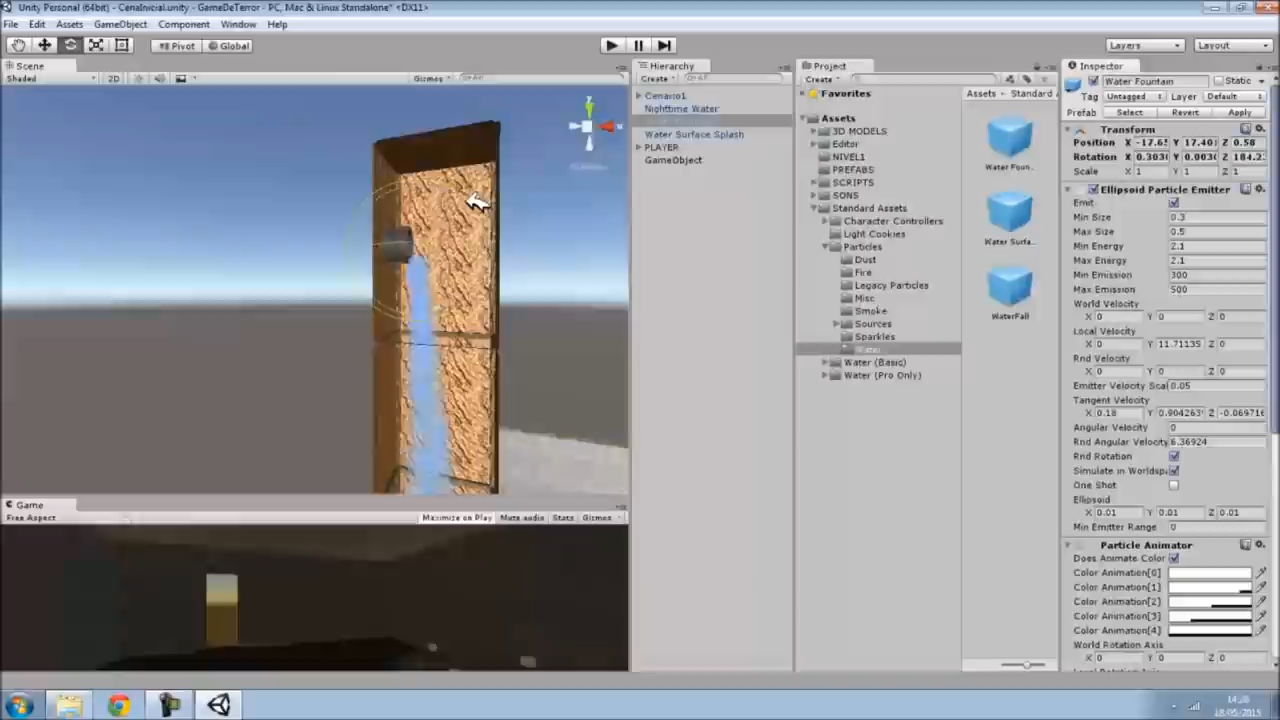 Unity Personal (64bit) - CenaInicial.unity - GameDeTerror - PC, Mac & Linux Standalone* <DX11>
File Edit Assets GameObject Component Window Help
Pivot Global Layers Layout
Scene
Shaded 2D Gizmos
Hierarchy
Create
Cenario1
Nighttime Water
Water Surface Splash
PLAYER
GameObject
Project
Create
Favorites
Assets
3D MODELS
Editor
NIVEL1
PREFABS
SCRIPTS
SONS
Standard Assets
Character Controllers
Light Cookies
Particles
Dust
Fire
Legacy Particles
Misc
Smoke
Sources
Sparkles
Water
Water (Basic)
Water (Pro Only)
Assets Standard
Water Foun...
Water Surfa...
WaterFall
Inspector
Water Fountain Static
Tag Untagged Layer Default
Prefab Select Revert Apply
Transform
Position X -17.6 Y 17.40 Z 0.58
Rotation X 0.303 Y 0.003 Z 184.2
Scale X 1 Y 1 Z 1
Ellipsoid Particle Emitter
Emit
Min Size 0.3
Max Size 0.5
Min Energy 2.1
Max Energy 2.1
Min Emission 300
Max Emission 500
World Velocity
X 0 Y 0 Z 0
Local Velocity
X 0 Y 11.71135 Z 0
Rnd Velocity
X 0 Y 0 Z 0
Emitter Velocity Scal 0.05
Tangent Velocity
X 0.18 Y 0.904263 Z -0.069716
Angular Velocity 0
Rnd Angular Velocity 6.36924
Rnd Rotation
Simulate in Worldspa
One Shot
Ellipsoid
X 0.01 Y 0.01 Z 0.01
Min Emitter Range 0
Particle Animator
Does Animate Color
Color Animation[0]
Color Animation[1]
Color Animation[2]
Color Animation[3]
Color Animation[4]
World Rotation Axis
X 0 Y 0 Z 0
Game
Free Aspect Maximize on Play Mute audio Stats Gizmos
18/05/2015